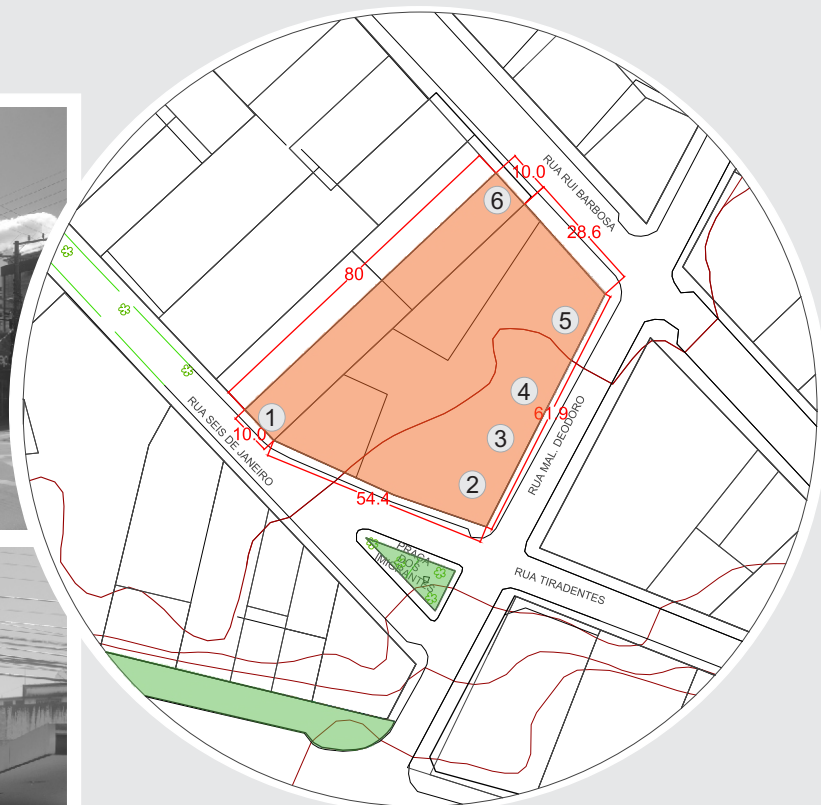 RUA RUI BARBOSA
10.0
6
28.6
80
5
4
61.9
RUA MAL. DEODORO
1
10.0
RUA SEIS DE JANEIRO
3
2
54.4
PRAÇA
DOS
IMIGRANTES
RUA TIRADENTES